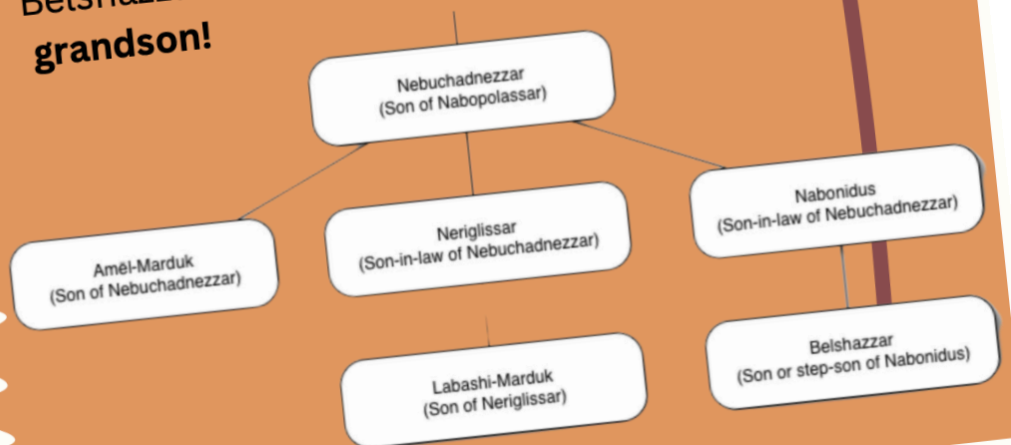 grandson!
Nebuchadnezzar
(Son of Nabopolassar)
Nabonidus
(Son-in-law of Nebuchadnezzar)
Neriglissar
(Son-in-law of Nebuchadnezzar)
Amēl-Marduk
(Son of Nebuchadnezzar)
Belshazzar
(Son or step-son of Nabonidus)
Labashi-Marduk
(Son of Neriglissar)